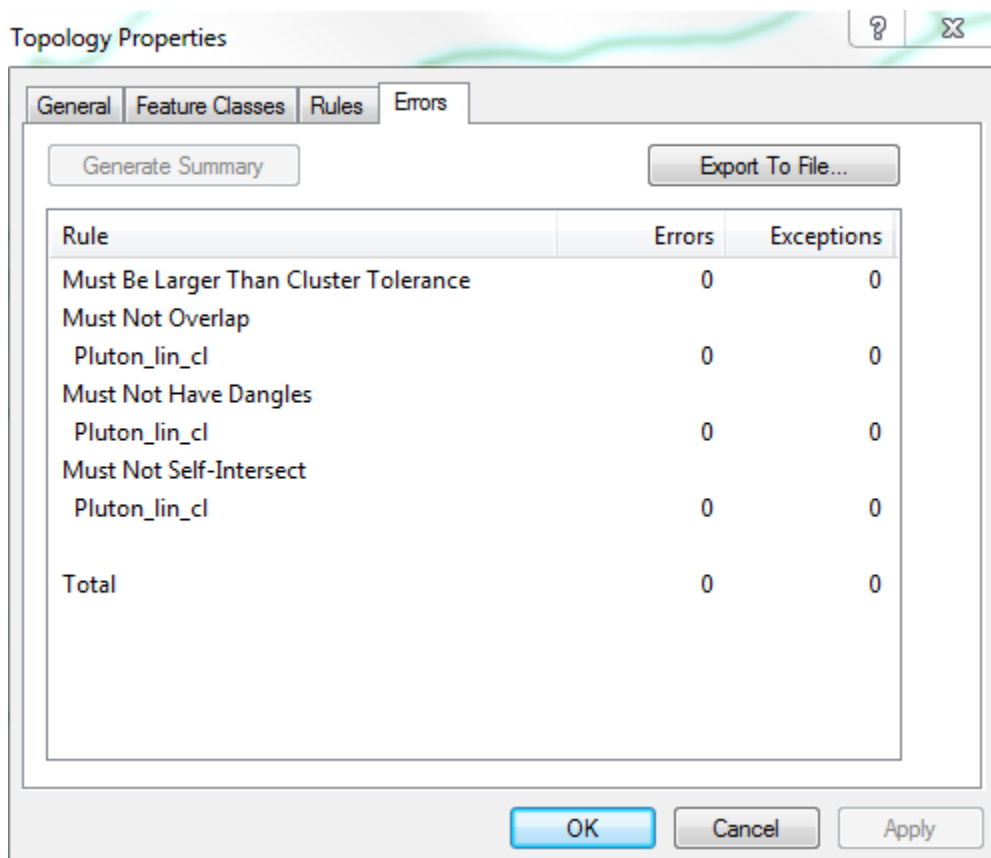 Topology Properties
General Feature Classes Rules Errors
Generate Summary Export To File...
Rule Errors Exceptions
Must Be Larger Than Cluster Tolerance 0 0
Must Not Overlap
Pluton_lin_cl 0 0
Must Not Have Dangles
Pluton_lin_cl 0 0
Must Not Self-Intersect
Pluton_lin_cl 0 0
Total 0 0
OK Cancel Apply